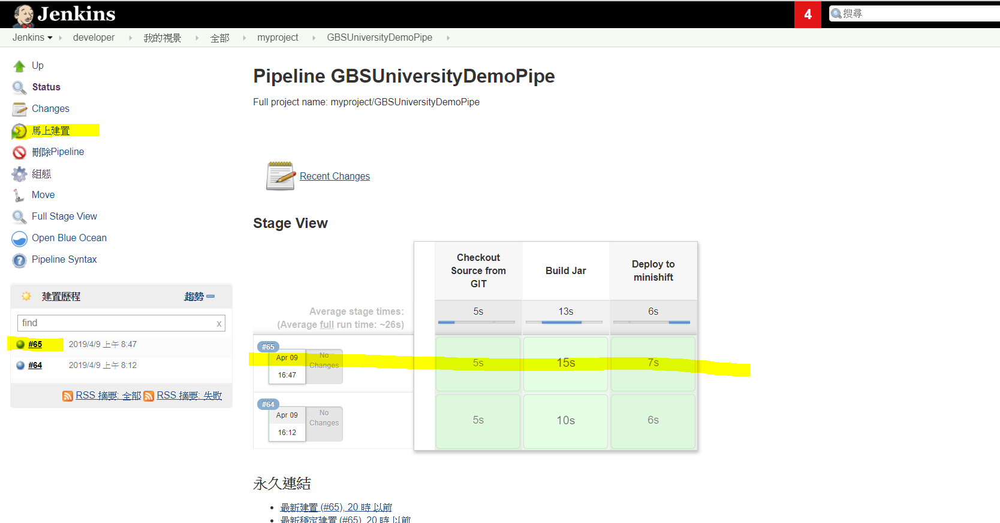 Jenkins
4
搜尋
Jenkins developer 我的視景 全部 myproject GBSUniversityDemoPipe
Up
Status
Changes
馬上建置
刪除Pipeline
組態
Move
Full Stage View
Open Blue Ocean
Pipeline Syntax
建置歷程 趨勢
find x
#65 2019/4/9 上午 8:47
#64 2019/4/9 上午 8:12
RSS 摘要: 全部 RSS 摘要: 失敗
Pipeline GBSUniversityDemoPipe
Full project name: myproject/GBSUniversityDemoPipe
Recent Changes
Stage View
Checkout
Source from
GIT
Build Jar
Deploy to
minishift
Average stage times:
(Average full run time: ~26s)
5s 13s 6s
#65
Apr 09
16:47
No
Changes
5s 15s 7s
#64
Apr 09
16:12
No
Changes
5s 10s 6s
永久連結
最新建置 (#65), 20 時 以前
最新穩定建置 (#65), 20 時 以前